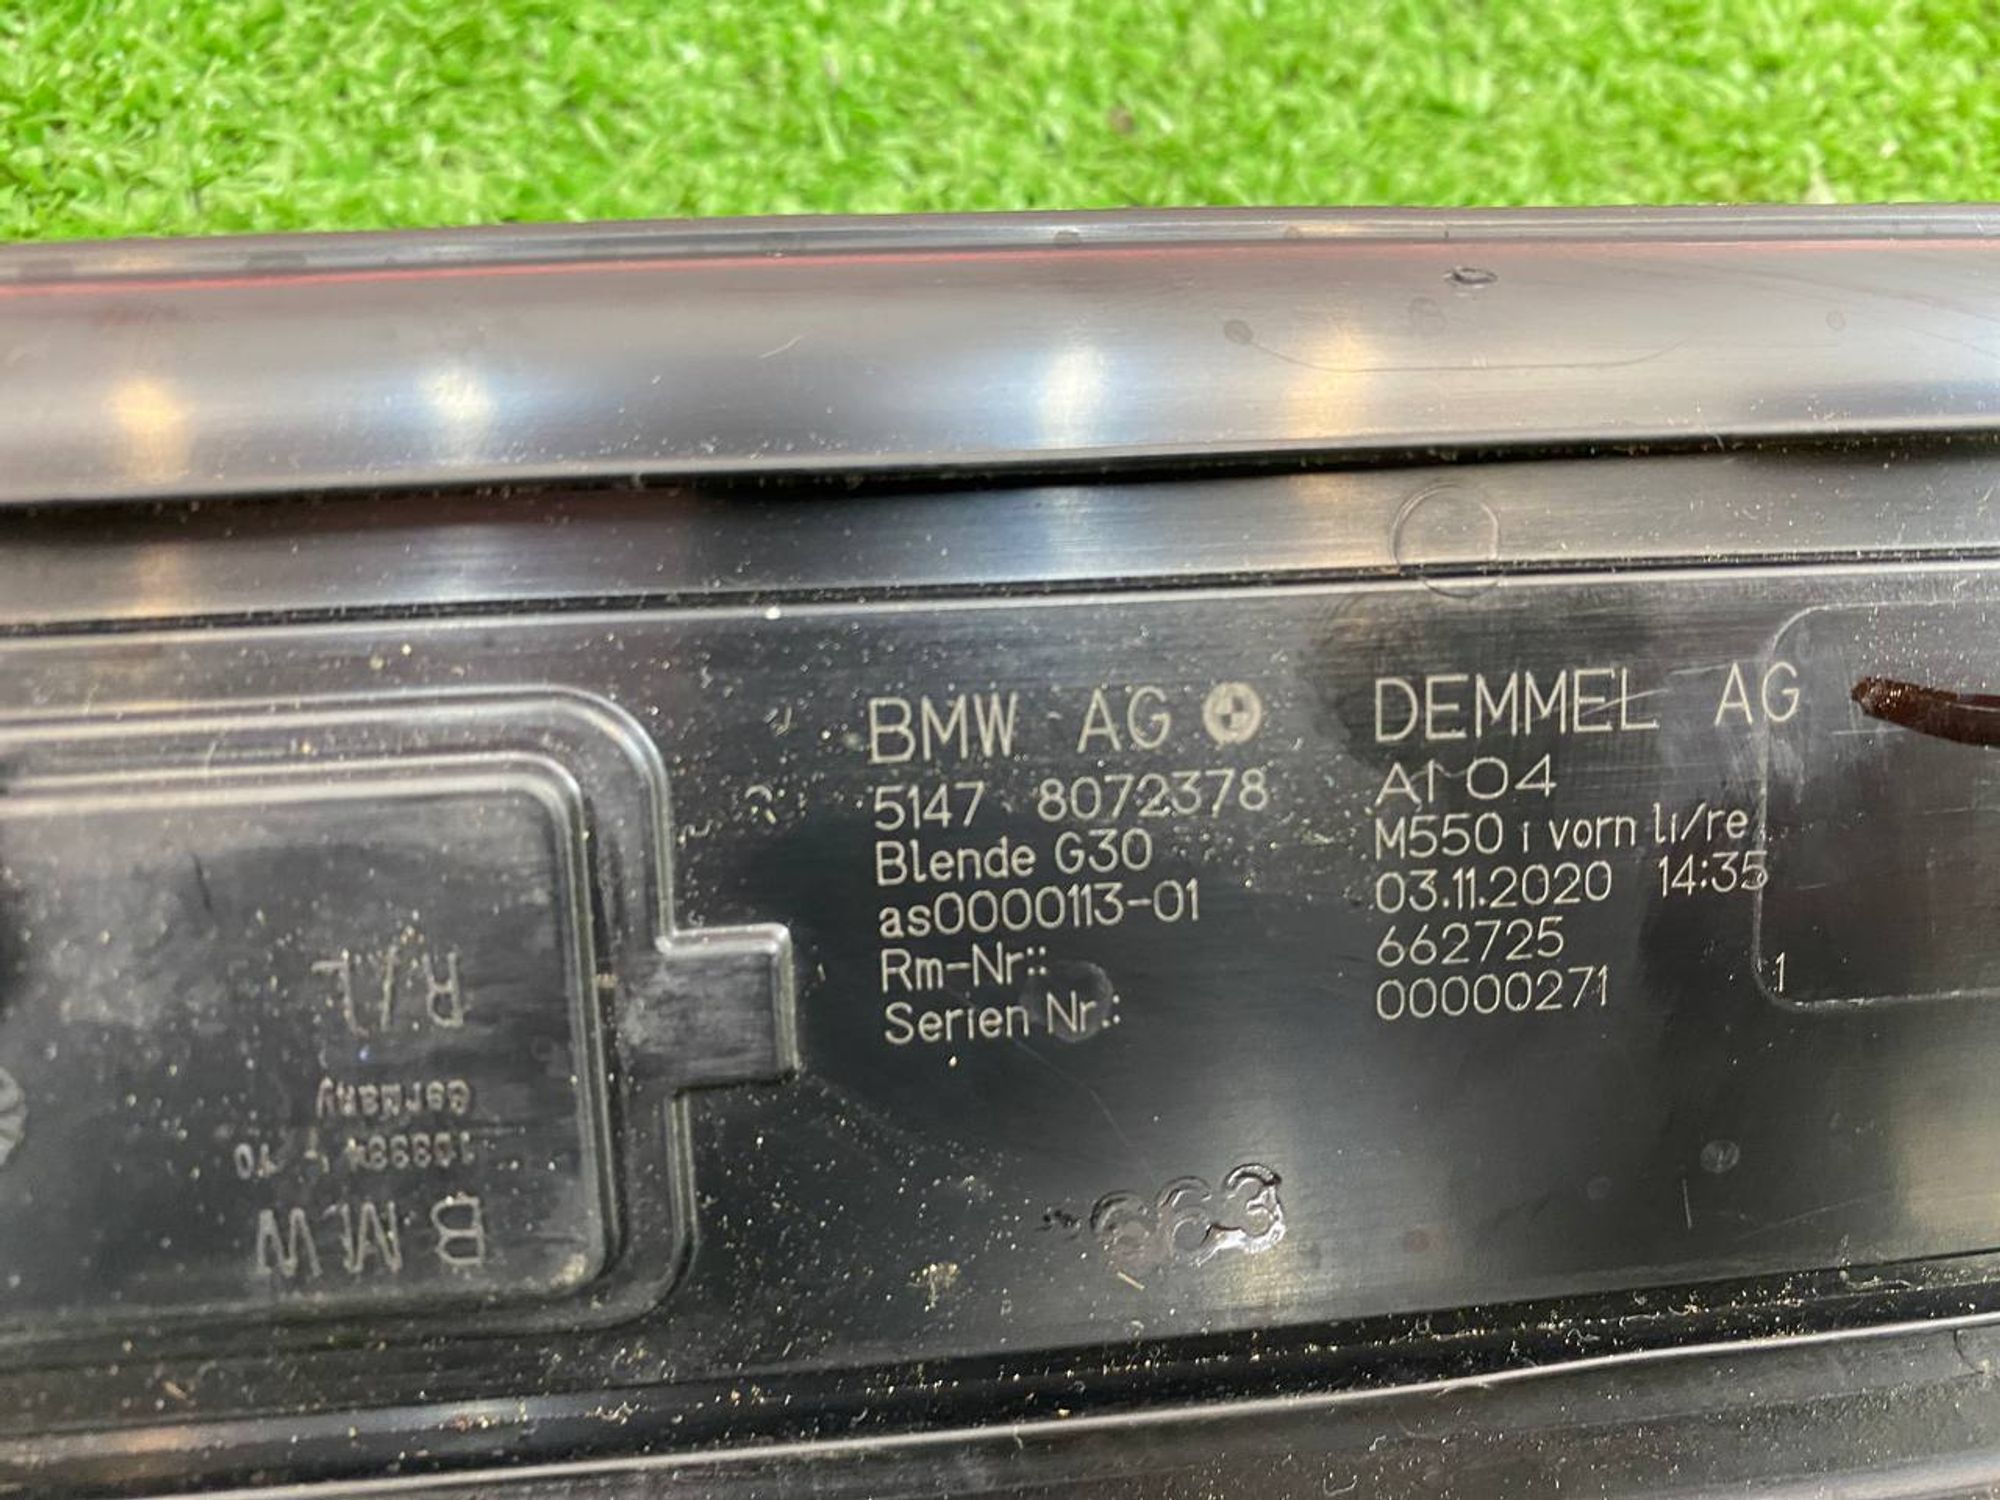 BMW AG
5147 8072378
Blende G30
as0000113-01
Rm-Nr::
Serien Nr.:
DEMMEL AG
AI 04
M550 i vorn li/re
03.11.2020 14:35
662725
00000271
1
663
BMW
Germany
R/L